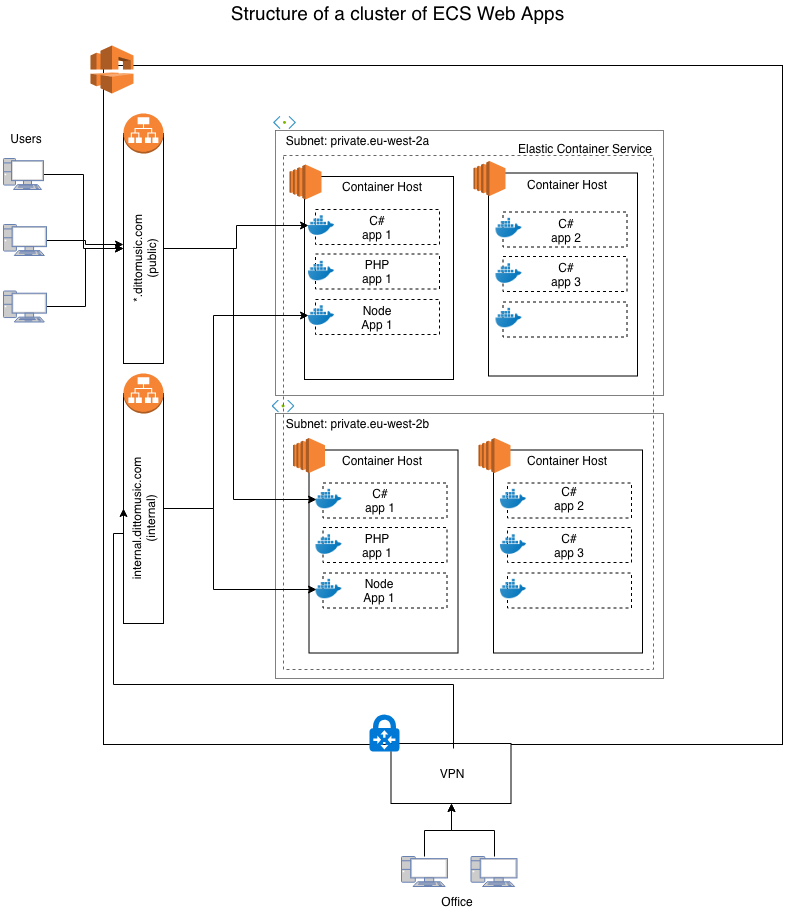 Structure of a cluster of ECS Web Apps
Users
*.dittomusic.com
(public)
internal.dittomusic.com
(internal)
Subnet: private.eu-west-2a
Elastic Container Service
Container Host
C#
app 1
PHP
app 1
Node
App 1
Container Host
C#
app 2
C#
app 3
Subnet: private.eu-west-2b
Container Host
C#
app 1
PHP
app 1
Node
App 1
Container Host
C#
app 2
C#
app 3
VPN
Office